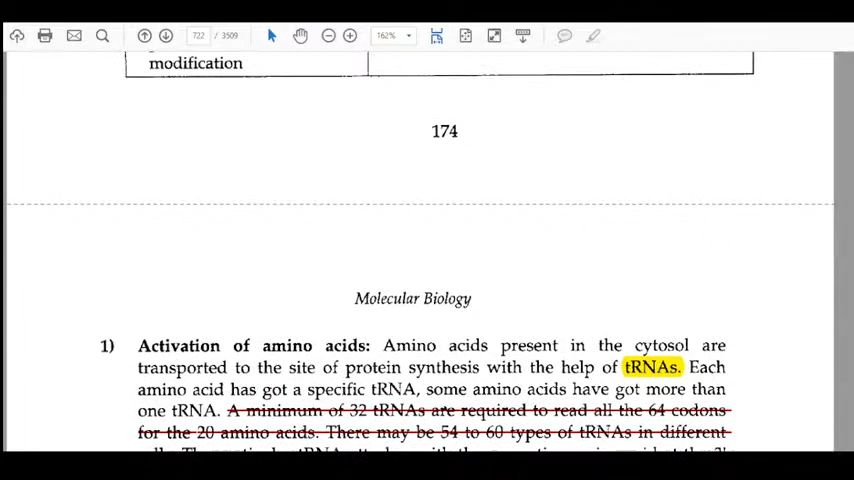 722 / 3509
162%
modification
174
Molecular Biology
1) Activation of amino acids: Amino acids present in the cytosol are
transported to the site of protein synthesis with the help of tRNAs. Each
amino acid has got a specific tRNA, some amino acids have got more than
one tRNA. A minimum of 32 tRNAs are required to read all the 64 codons
for the 20 amino acids. There may be 54 to 60 types of tRNAs in different